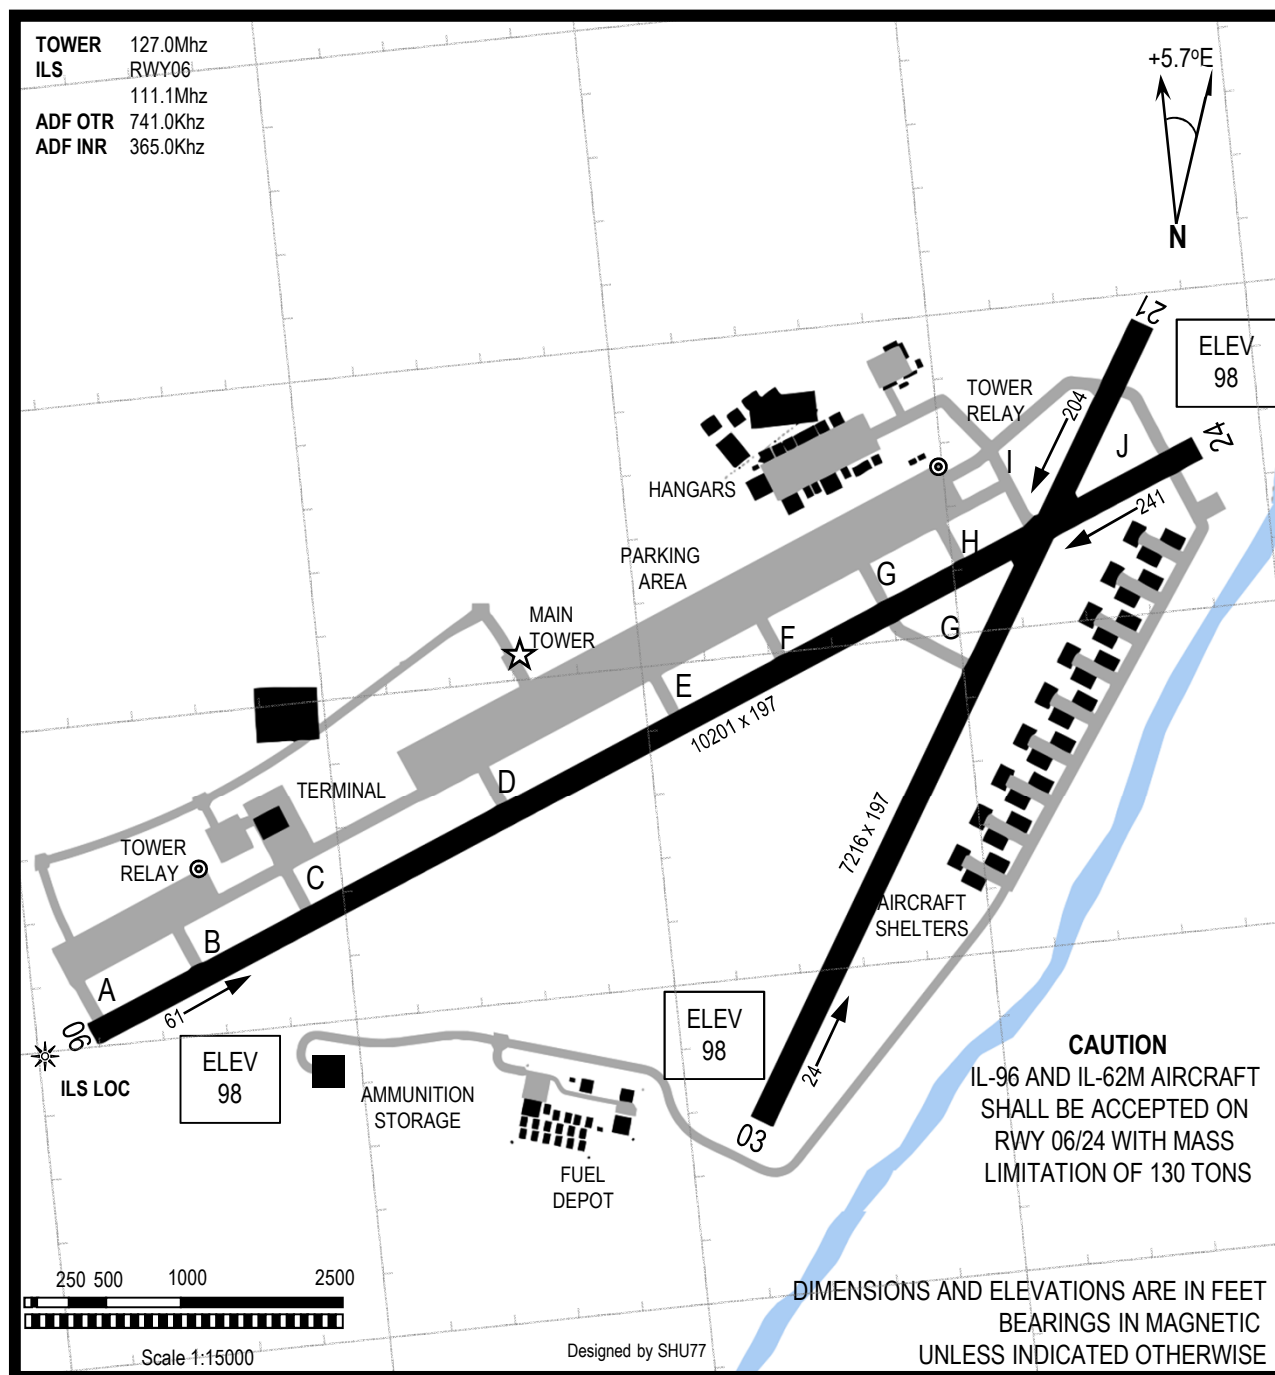 TOWER 127.0Mhz
ILS RWY06
111.1Mhz
ADF OTR 741.0Khz
ADF INR 365.0Khz
+5.7ºE
N
21
ELEV
98
24
TOWER
RELAY
204
J
I
241
HANGARS
H
PARKING
AREA
G
G
MAIN
TOWER
F
E
10201 x 197
D
TERMINAL
7216 x 197
TOWER
RELAY
C
AIRCRAFT
SHELTERS
B
A
61
06
ILS LOC
ELEV
98
ELEV
98
24
03
AMMUNITION
STORAGE
FUEL
DEPOT
CAUTION
IL-96 AND IL-62M AIRCRAFT
SHALL BE ACCEPTED ON
RWY 06/24 WITH MASS
LIMITATION OF 130 TONS
250 500 1000 2500
Scale 1:15000
Designed by SHU77
DIMENSIONS AND ELEVATIONS ARE IN FEET
BEARINGS IN MAGNETIC
UNLESS INDICATED OTHERWISE